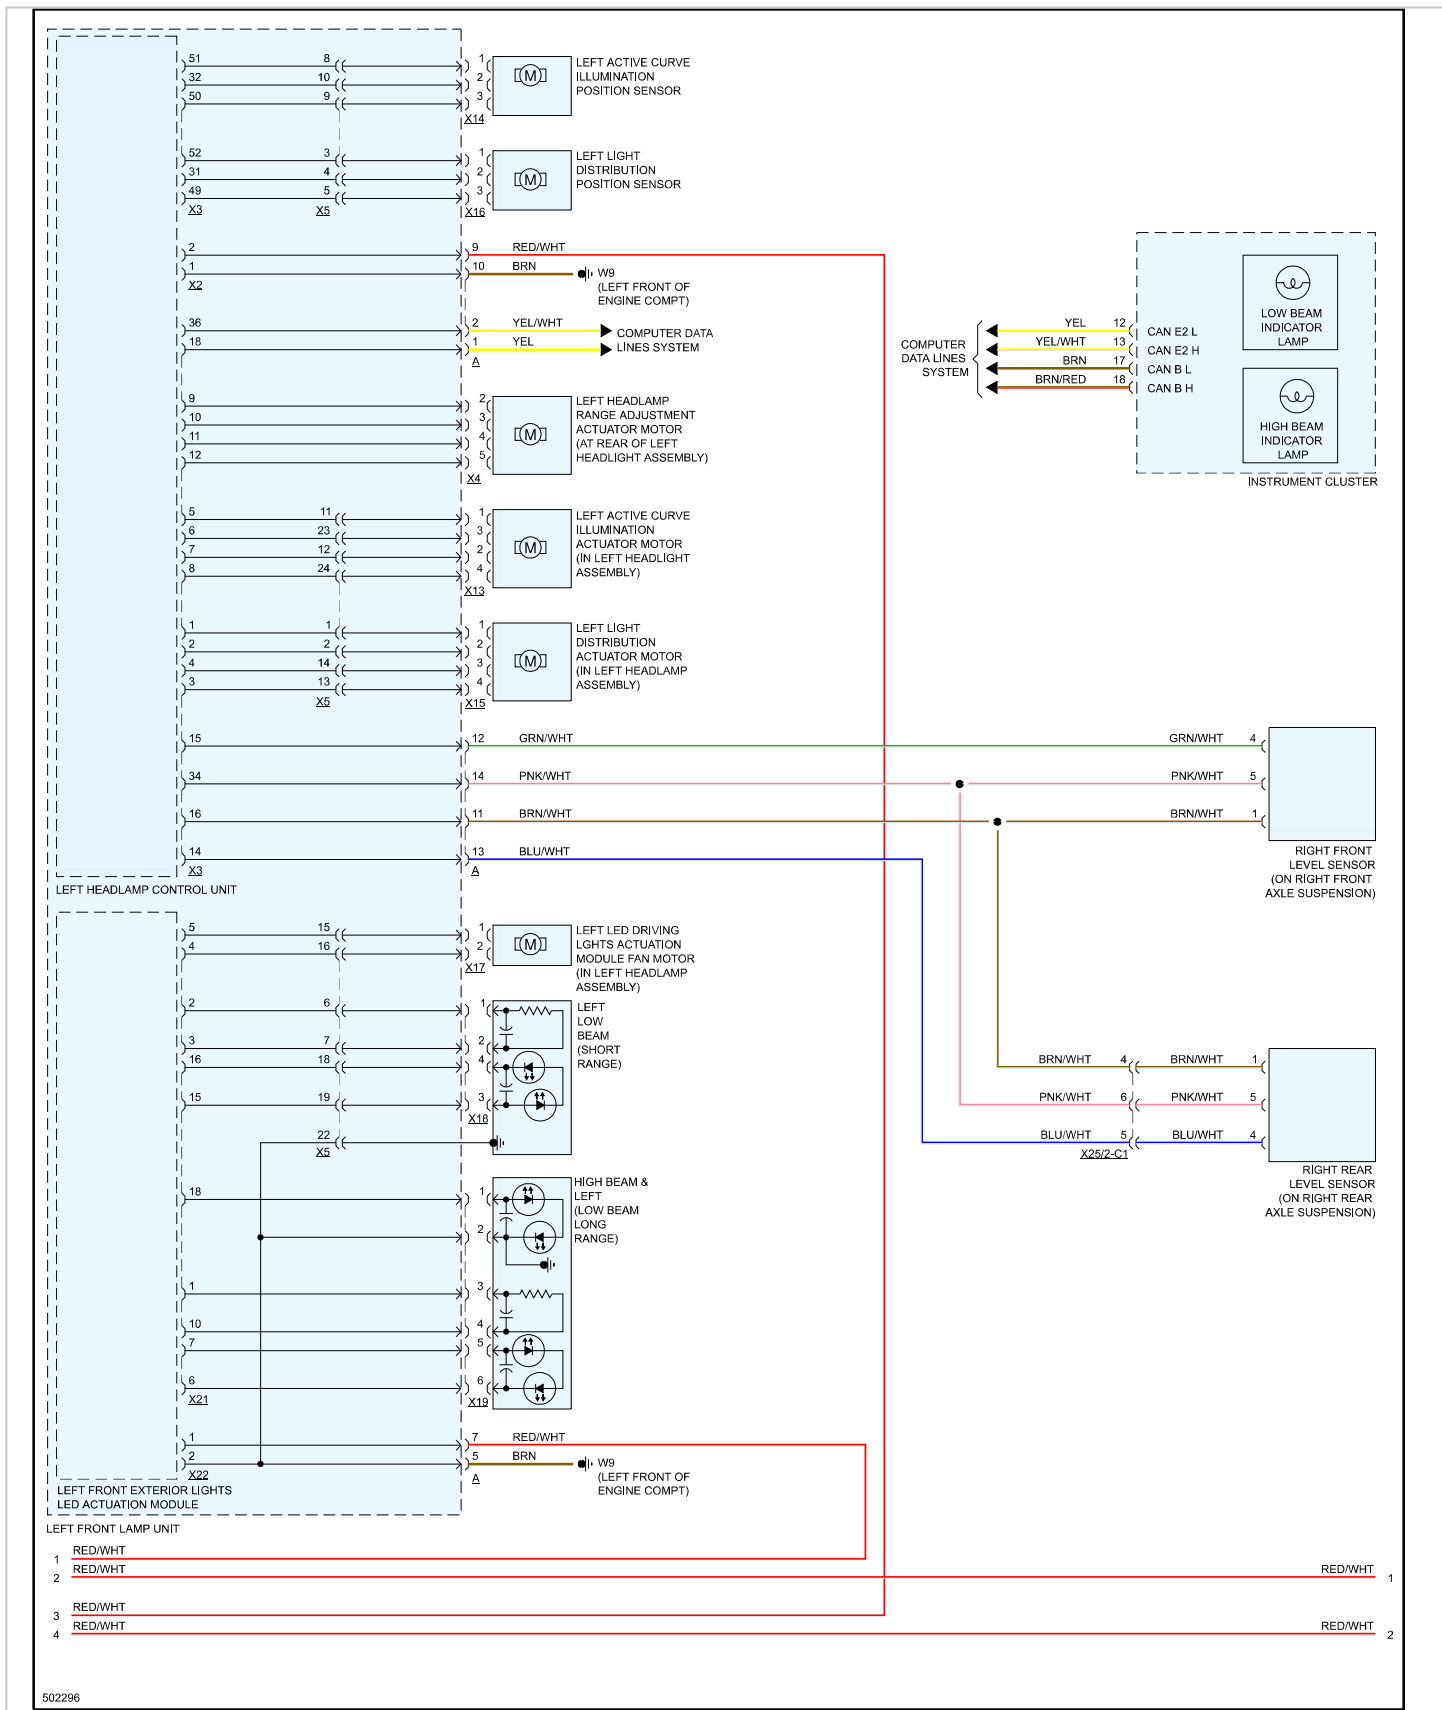 51 8 1 LEFT ACTIVE CURVE
32 10 2 ILLUMINATION
50 9 3 POSITION SENSOR
M
X14
52 3 1 LEFT LIGHT
31 4 2 DISTRIBUTION
49 5 3 POSITION SENSOR
M
X3 X5 X16
2 9 RED/WHT
1 10 BRN W9
X2 (LEFT FRONT OF
ENGINE COMPT)
36 2 YEL/WHT COMPUTER DATA
18 1 YEL LINES SYSTEM
A
COMPUTER
DATA LINES
SYSTEM
YEL 12 CAN E2 L
YEL/WHT 13 CAN E2 H
BRN 17 CAN B L
BRN/RED 18 CAN B H
LOW BEAM
INDICATOR
LAMP
HIGH BEAM
INDICATOR
LAMP
INSTRUMENT CLUSTER
9 2 LEFT HEADLAMP
10 3 RANGE ADJUSTMENT
11 4 ACTUATOR MOTOR
12 5 (AT REAR OF LEFT
HEADLIGHT ASSEMBLY)
M
X4
5 11 1 LEFT ACTIVE CURVE
6 23 3 ILLUMINATION
7 12 2 ACTUATOR MOTOR
8 24 4 (IN LEFT HEADLIGHT
ASSEMBLY)
M
X13
1 1 1 LEFT LIGHT
2 2 2 DISTRIBUTION
4 14 3 ACTUATOR MOTOR
3 13 4 (IN LEFT HEADLAMP
ASSEMBLY)
M
X5 X15
15 12 GRN/WHT GRN/WHT 4
34 14 PNK/WHT PNK/WHT 5
16 11 BRN/WHT BRN/WHT 1
14 13 BLU/WHT
X3 A
RIGHT FRONT
LEVEL SENSOR
(ON RIGHT FRONT
AXLE SUSPENSION)
LEFT HEADLAMP CONTROL UNIT
5 15 1 LEFT LED DRIVING
4 16 2 LGHTS ACTUATION
MODULE FAN MOTOR
(IN LEFT HEADLAMP
ASSEMBLY)
M
X17
2 6 1 LEFT
LOW
BEAM
(SHORT
RANGE)
3 7 2
16 18 4
15 19 3
X18
22
X5
BRN/WHT 4 BRN/WHT 1
PNK/WHT 6 PNK/WHT 5
BLU/WHT 5 BLU/WHT 4
X25/2-C1
RIGHT REAR
LEVEL SENSOR
(ON RIGHT REAR
AXLE SUSPENSION)
18 1 HIGH BEAM &
LEFT
(LOW BEAM
LONG
RANGE)
2
1 3
10 4
7 5
6 6
X21 X19
1 7 RED/WHT
2 5 BRN W9
X22 A (LEFT FRONT OF
ENGINE COMPT)
LEFT FRONT EXTERIOR LIGHTS
LED ACTUATION MODULE
LEFT FRONT LAMP UNIT
1 RED/WHT
2 RED/WHT RED/WHT 1
3 RED/WHT
4 RED/WHT RED/WHT 2
502296